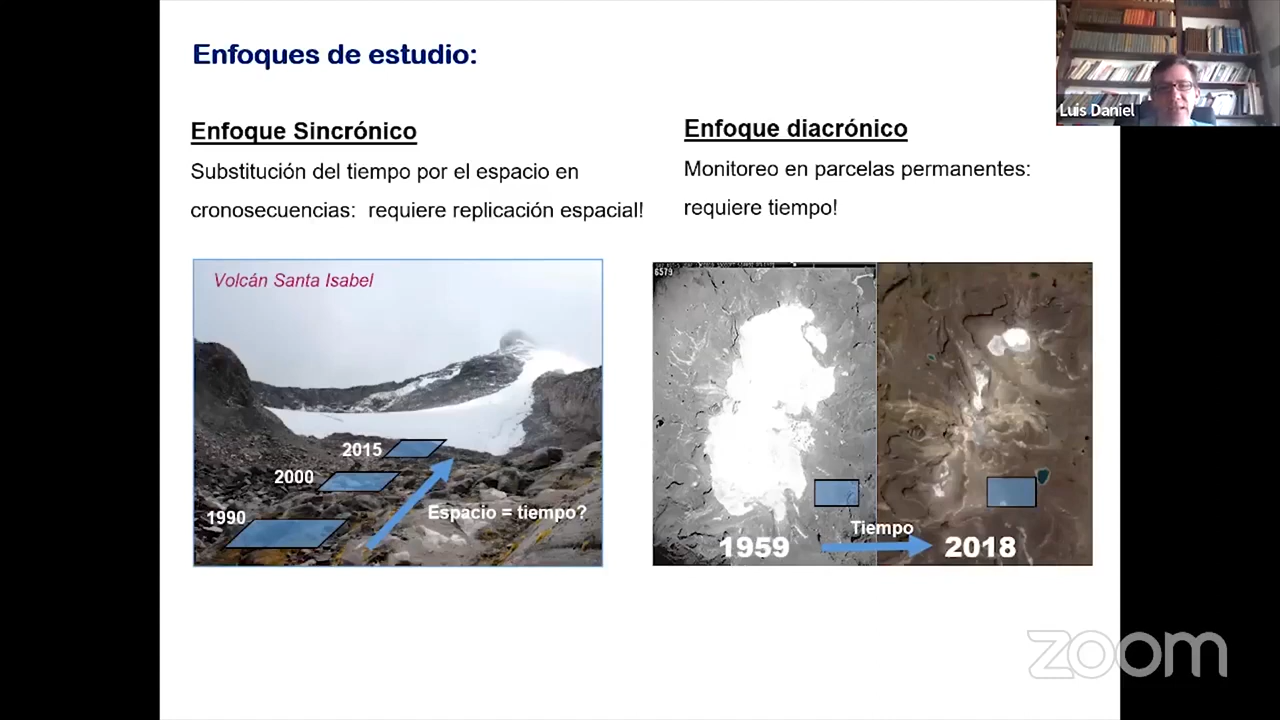 Enfoques de estudio:
Luis Daniel
Enfoque Sincrónico
Substitución del tiempo por el espacio en
cronosecuencias: requiere replicación espacial!
Enfoque diacrónico
Monitoreo en parcelas permanentes:
requiere tiempo!
Volcán Santa Isabel
2015
2000
1990
Espacio = tiempo?
6579
Tiempo
1959
2018
zoom